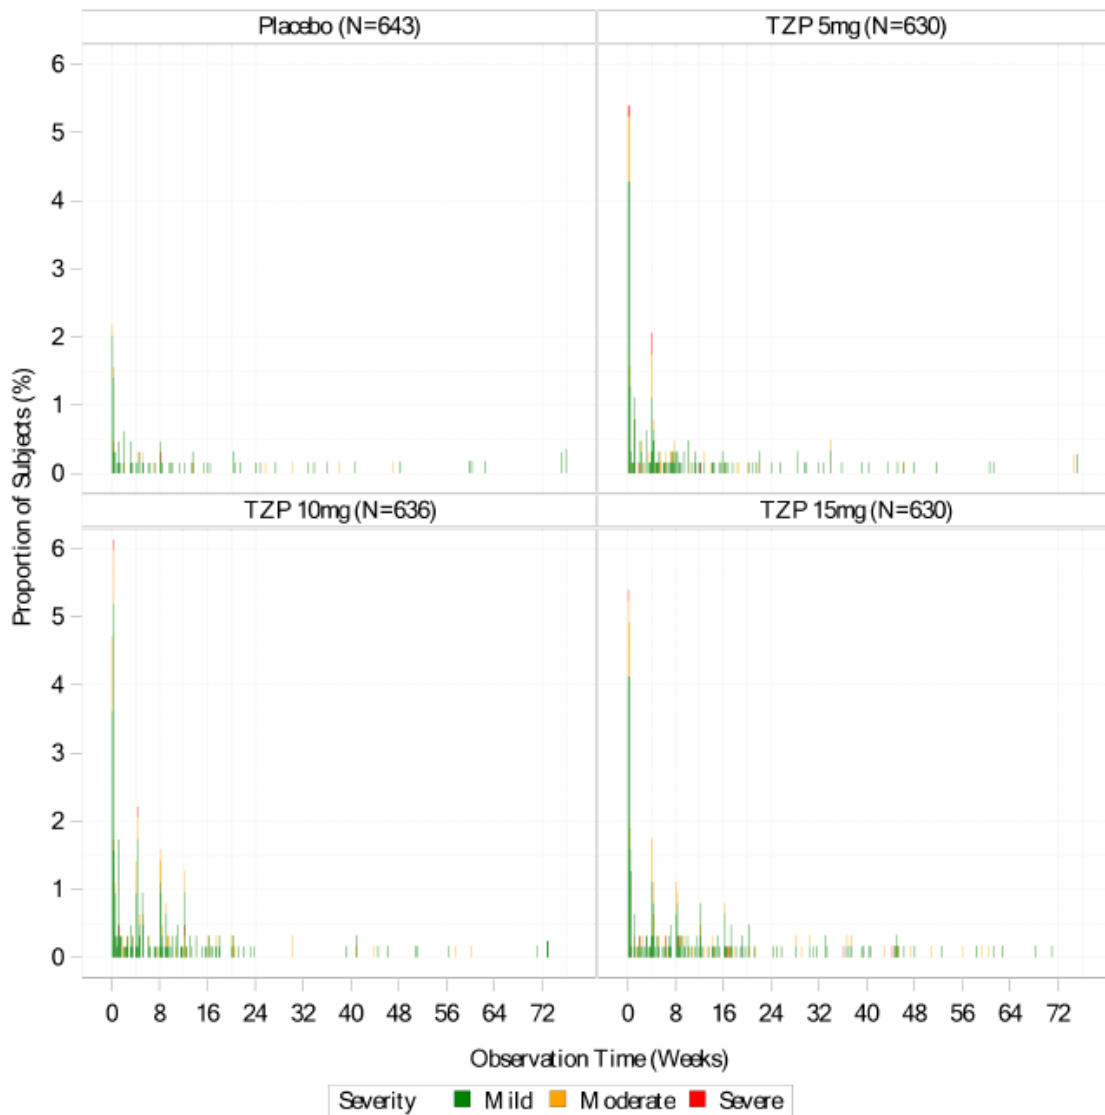 Placebo (N=643)
TZP 5mg (N=630)
6
5
4
3
2
1
0
TZP 10mg (N=636)
TZP 15mg (N=630)
6
5
4
3
2
1
0
Proportion of Subjects (%)
0 8 16 24 32 40 48 56 64 72
0 8 16 24 32 40 48 56 64 72
Observation Time (Weeks)
Severity Mild Moderate Severe